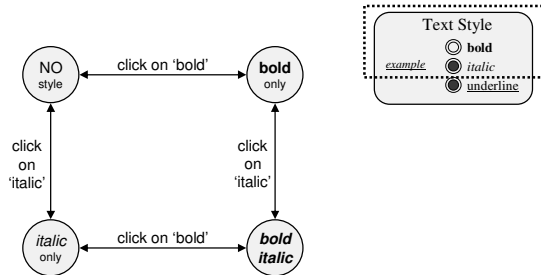 NO
style
click on ‘bold’
bold
only
click
on
‘italic’
click
on
‘italic’
italic
only
click on ‘bold’
bold
italic
Text Style
bold
example
italic
underline